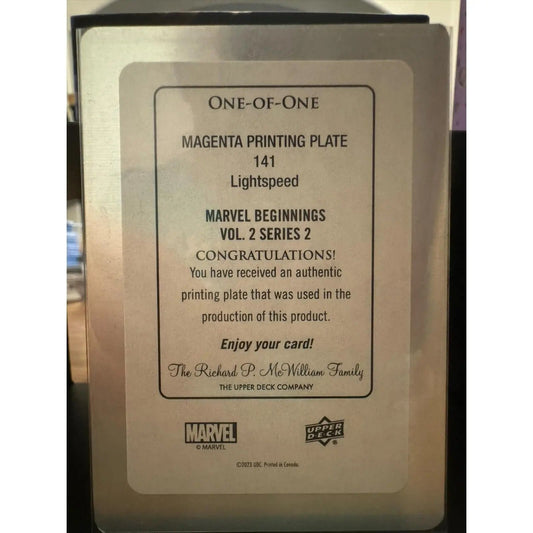 ONE-OF-ONE
MAGENTA PRINTING PLATE
141
Lightspeed
MARVEL BEGINNINGS
VOL. 2 SERIES 2
CONGRATULATIONS!
You have received an authentic
printing plate that was used in the
production of this product.
Enjoy your card!
The Richard P. McWilliam Family
THE UPPER DECK COMPANY
MARVEL
© MARVEL
UPPER
DECK
®
©2023 UDC. Printed in Canada.